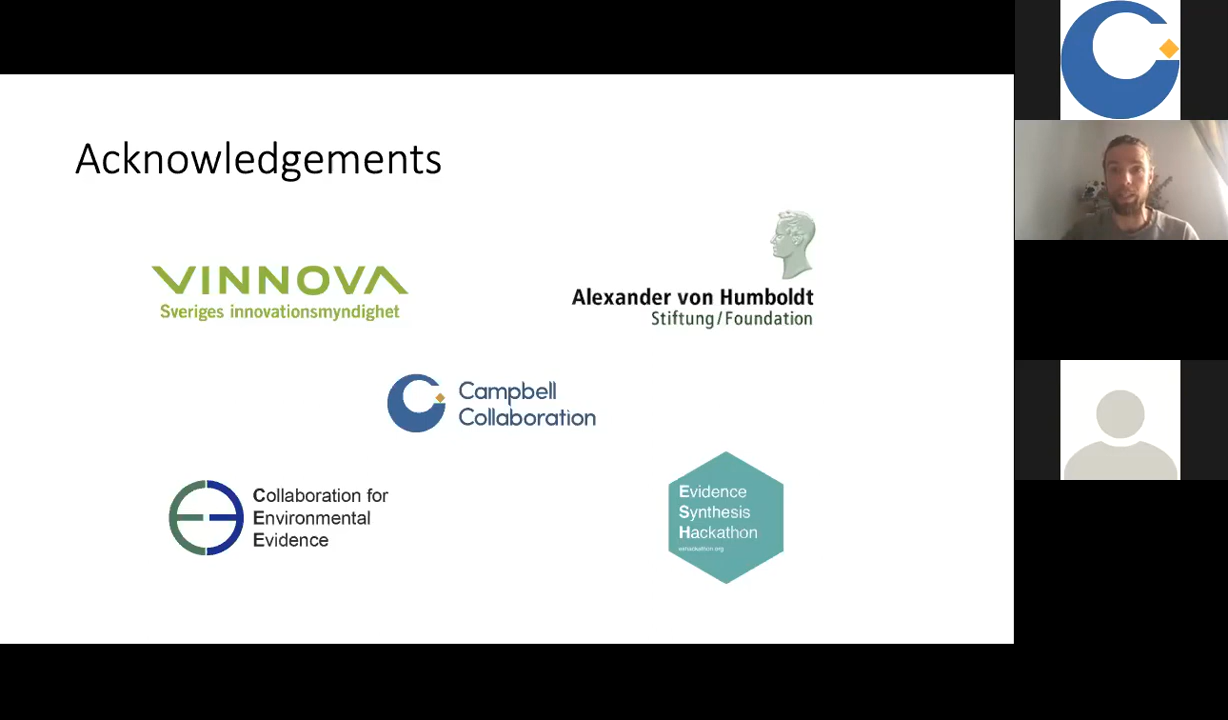 Acknowledgements
VINNOVA
Sveriges innovationsmyndighet
Alexander von Humboldt
Stiftung/Foundation
Campbell
Collaboration
Collaboration for
Environmental
Evidence
Evidence
Synthesis
Hackathon